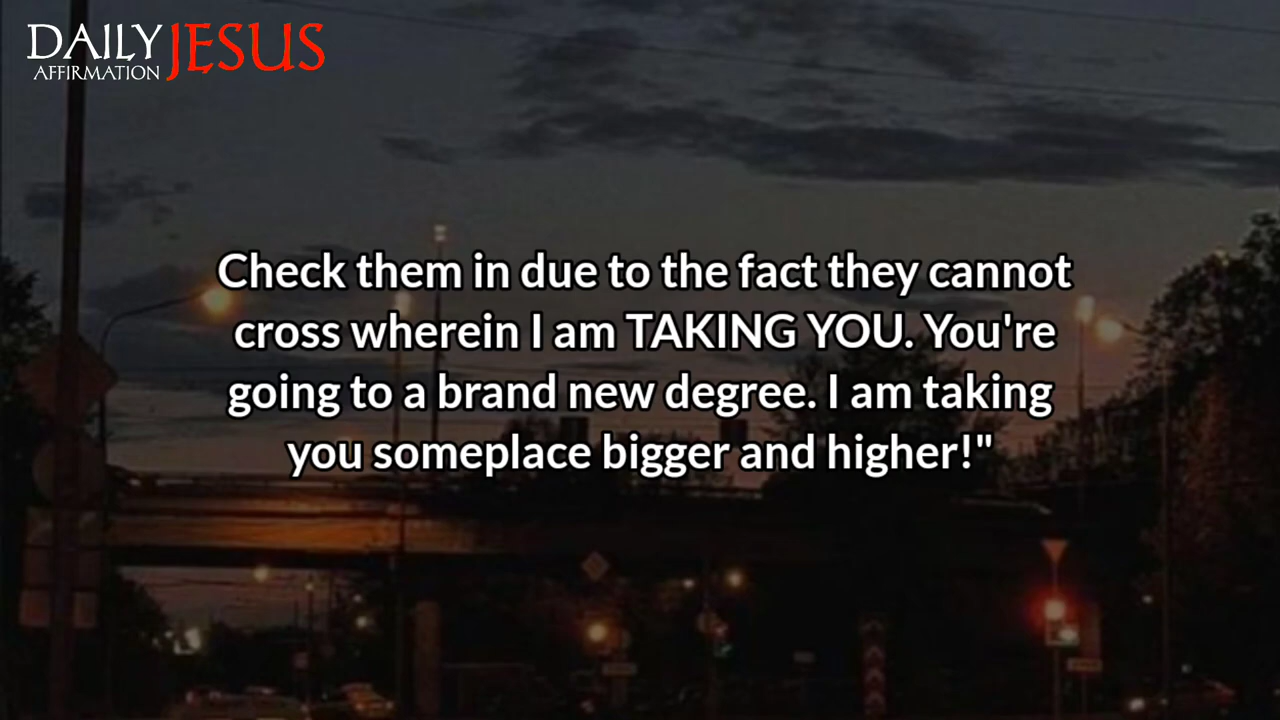 DAILY JESUS
AFFIRMATION
Check them in due to the fact they cannot
cross wherein I am TAKING YOU. You're
going to a brand new degree. I am taking
you someplace bigger and higher!"